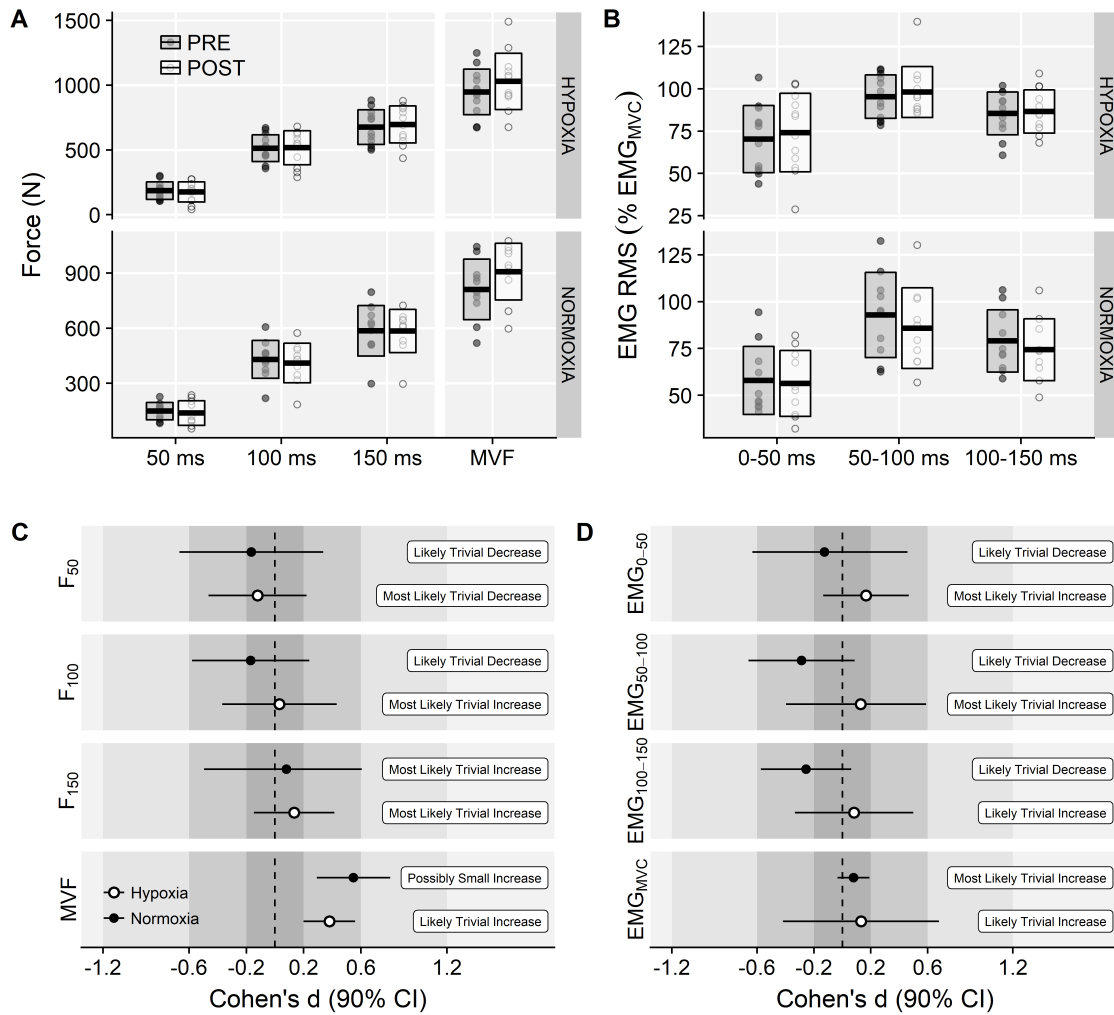 A
Force (N)
1500
1000
500
0
PRE
POST
HYPOXIA
900
600
300
NORMOXIA
50 ms
100 ms
150 ms
MVF
B
EMG RMS (% EMG_MVC)
125
100
75
50
25
HYPOXIA
125
100
75
50
NORMOXIA
0-50 ms
50-100 ms
100-150 ms
C
F50
Likely Trivial Decrease
Most Likely Trivial Decrease
F100
Likely Trivial Decrease
Most Likely Trivial Increase
F150
Most Likely Trivial Increase
Most Likely Trivial Increase
MVF
Hypoxia
Normoxia
Possibly Small Increase
Likely Trivial Increase
-1.2
-0.6
-0.2
0.2
0.6
1.2
Cohen's d (90% CI)
D
EMG0−50
Likely Trivial Decrease
Most Likely Trivial Increase
EMG50−100
Likely Trivial Decrease
Most Likely Trivial Increase
EMG100−150
Likely Trivial Decrease
Likely Trivial Increase
EMGMVC
Most Likely Trivial Increase
Likely Trivial Increase
-1.2
-0.6
-0.2
0.2
0.6
1.2
Cohen's d (90% CI)